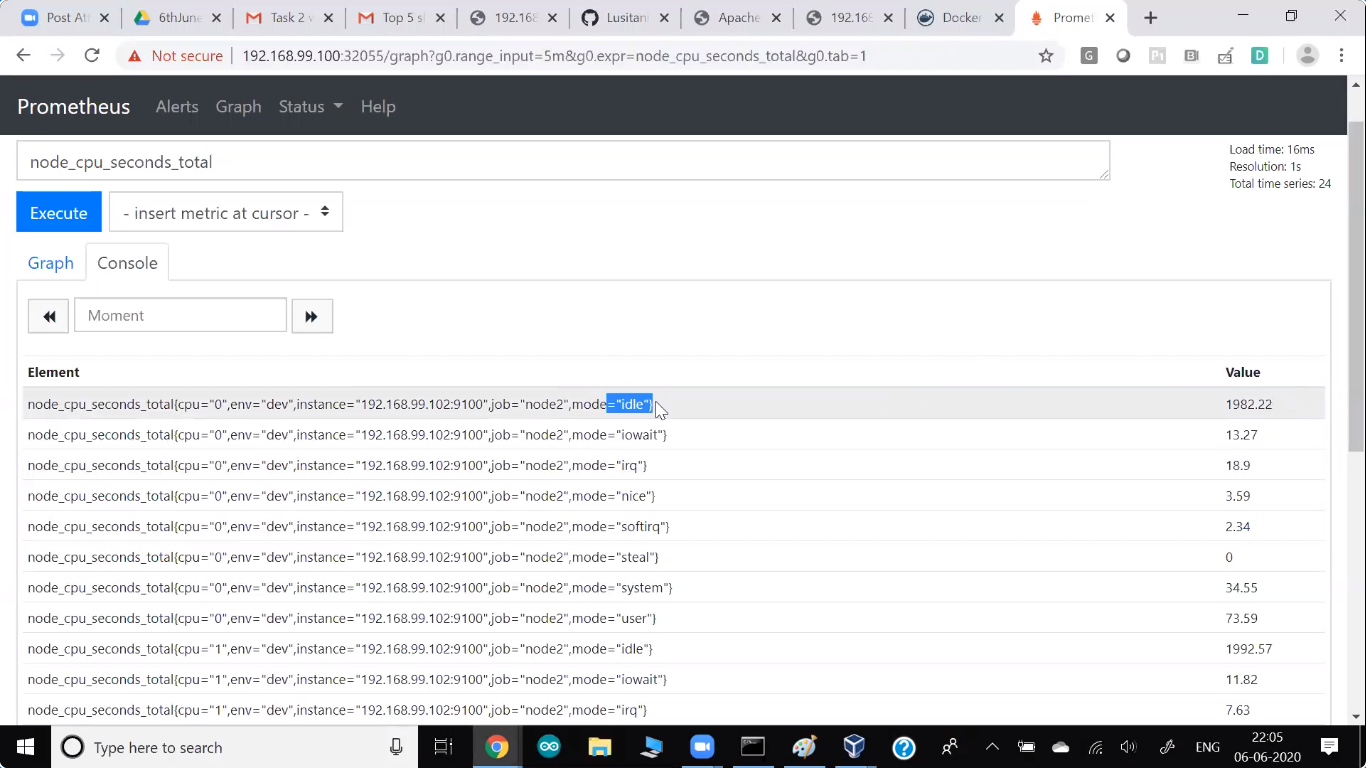 Post Att
6thJune
Task 2 v
Top 5 sk
192.168
Lusitani
Apache
192.168
Docker
Promet
Not secure 192.168.99.100:32055/graph?g0.range_input=5m&g0.expr=node_cpu_seconds_total&g0.tab=1
Prometheus Alerts Graph Status Help
node_cpu_seconds_total
Load time: 16ms
Resolution: 1s
Total time series: 24
Execute - insert metric at cursor -
Graph Console
Moment
Element Value
node_cpu_seconds_total{cpu="0",env="dev",instance="192.168.99.102:9100",job="node2",mode="idle"} 1982.22
node_cpu_seconds_total{cpu="0",env="dev",instance="192.168.99.102:9100",job="node2",mode="iowait"} 13.27
node_cpu_seconds_total{cpu="0",env="dev",instance="192.168.99.102:9100",job="node2",mode="irq"} 18.9
node_cpu_seconds_total{cpu="0",env="dev",instance="192.168.99.102:9100",job="node2",mode="nice"} 3.59
node_cpu_seconds_total{cpu="0",env="dev",instance="192.168.99.102:9100",job="node2",mode="softirq"} 2.34
node_cpu_seconds_total{cpu="0",env="dev",instance="192.168.99.102:9100",job="node2",mode="steal"} 0
node_cpu_seconds_total{cpu="0",env="dev",instance="192.168.99.102:9100",job="node2",mode="system"} 34.55
node_cpu_seconds_total{cpu="0",env="dev",instance="192.168.99.102:9100",job="node2",mode="user"} 73.59
node_cpu_seconds_total{cpu="1",env="dev",instance="192.168.99.102:9100",job="node2",mode="idle"} 1992.57
node_cpu_seconds_total{cpu="1",env="dev",instance="192.168.99.102:9100",job="node2",mode="iowait"} 11.82
node_cpu_seconds_total{cpu="1",env="dev",instance="192.168.99.102:9100",job="node2",mode="irq"} 7.63
Type here to search
ENG
22:05
06-06-2020